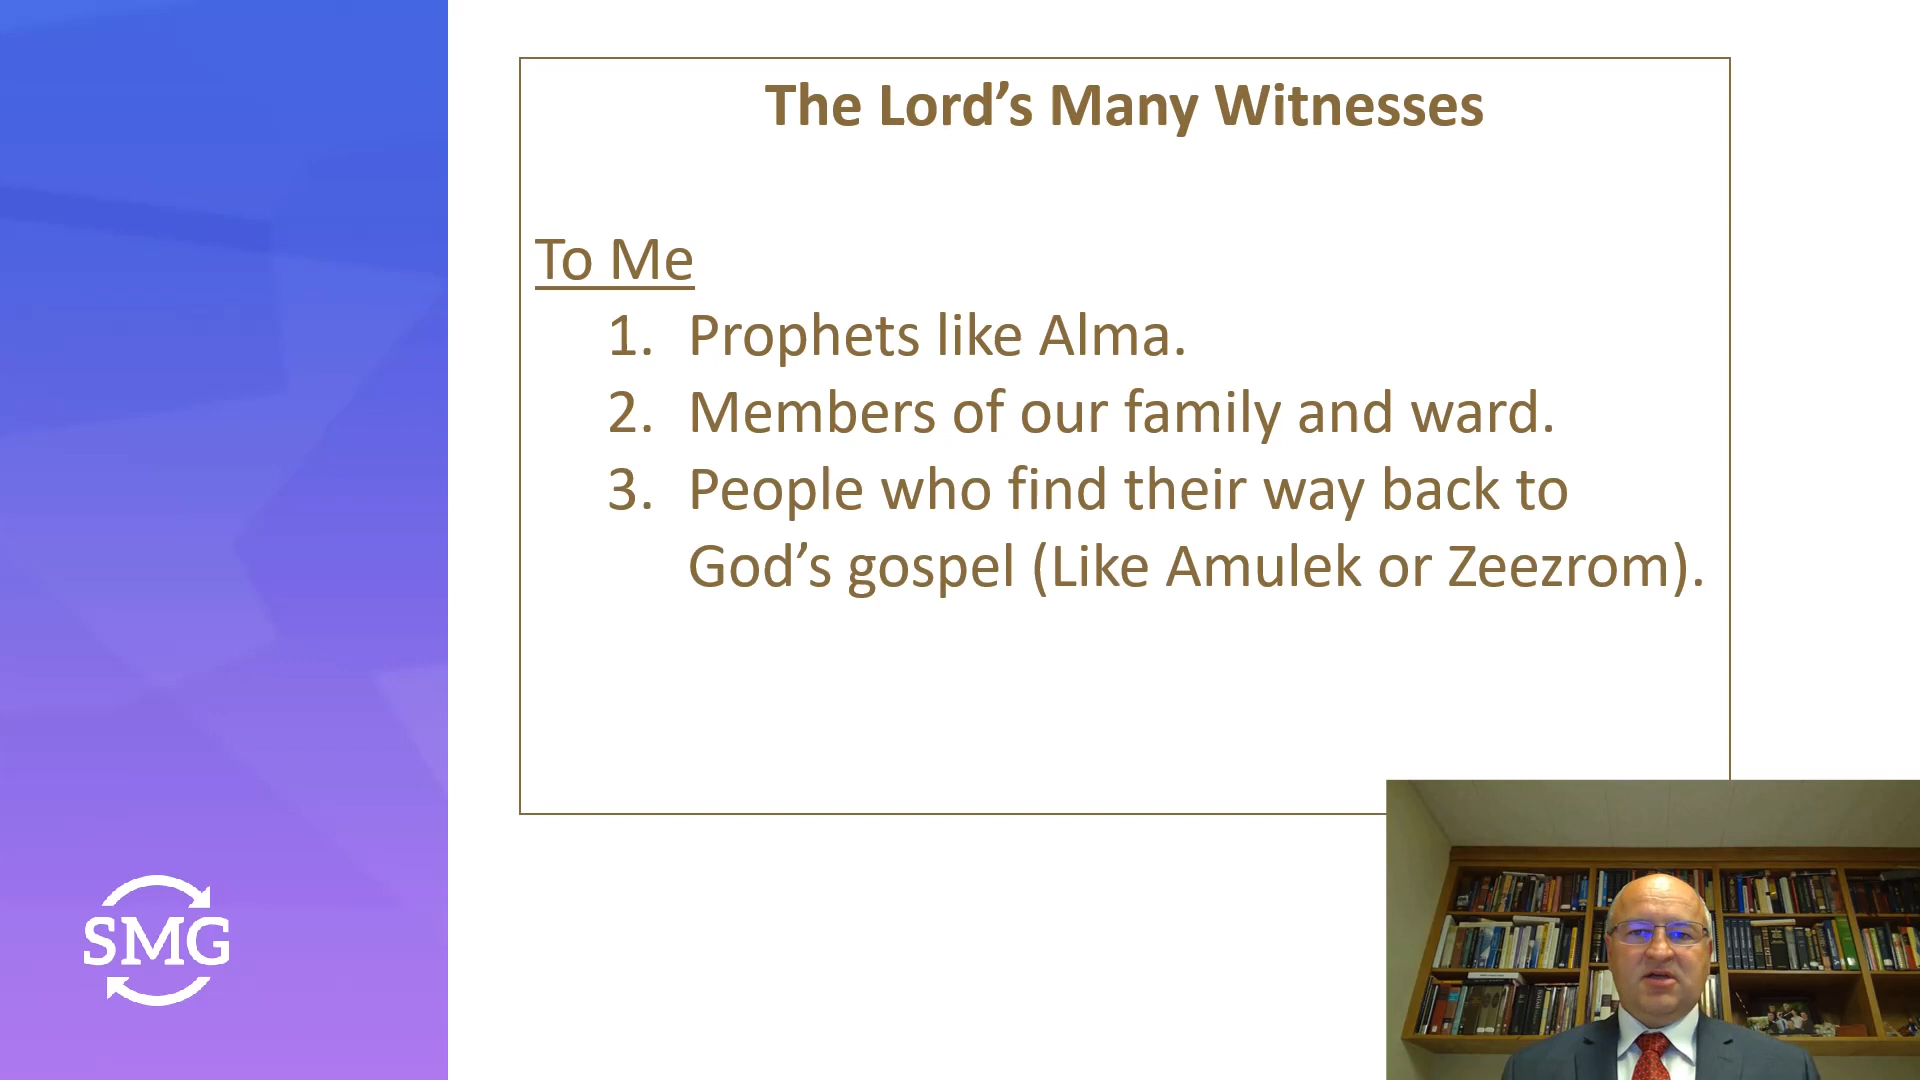 The Lord’s Many Witnesses
To Me
1. Prophets like Alma.
2. Members of our family and ward.
3. People who find their way back to
God’s gospel (Like Amulek or Zeezrom).
SMG